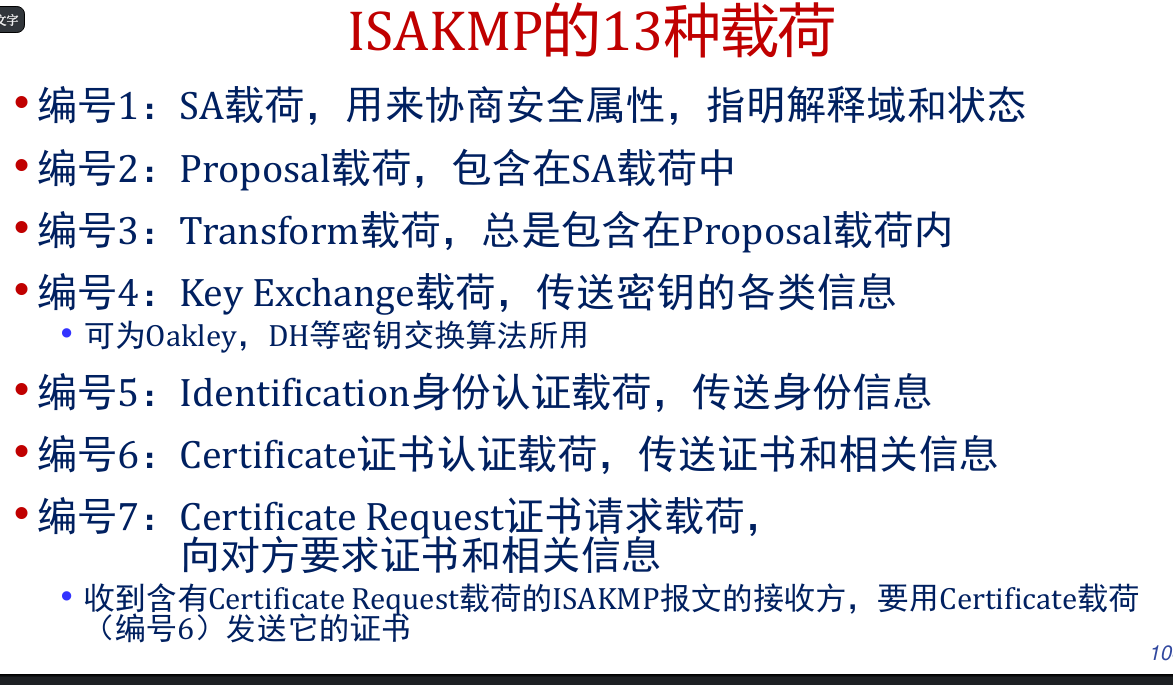 文字
ISAKMP的13种载荷
• 编号1：SA载荷，用来协商安全属性，指明解释域和状态
• 编号2：Proposal载荷，包含在SA载荷中
• 编号3：Transform载荷，总是包含在Proposal载荷内
• 编号4：Key Exchange载荷，传送密钥的各类信息
• 可为Oakley，DH等密钥交换算法所用
• 编号5：Identification身份认证载荷，传送身份信息
• 编号6：Certificate证书认证载荷，传送证书和相关信息
• 编号7：Certificate Request证书请求载荷，
向对方要求证书和相关信息
• 收到含有Certificate Request载荷的ISAKMP报文的接收方，要用Certificate载荷
（编号6）发送它的证书
10